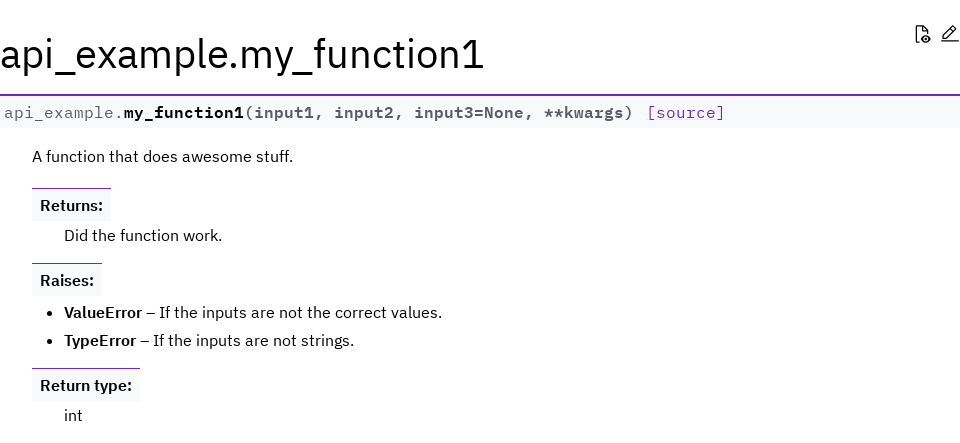 api_example.my_function1
api_example.my_function1(input1, input2, input3=None, **kwargs) [source]
A function that does awesome stuff.
Returns:
Did the function work.
Raises:
• ValueError – If the inputs are not the correct values.
• TypeError – If the inputs are not strings.
Return type:
int